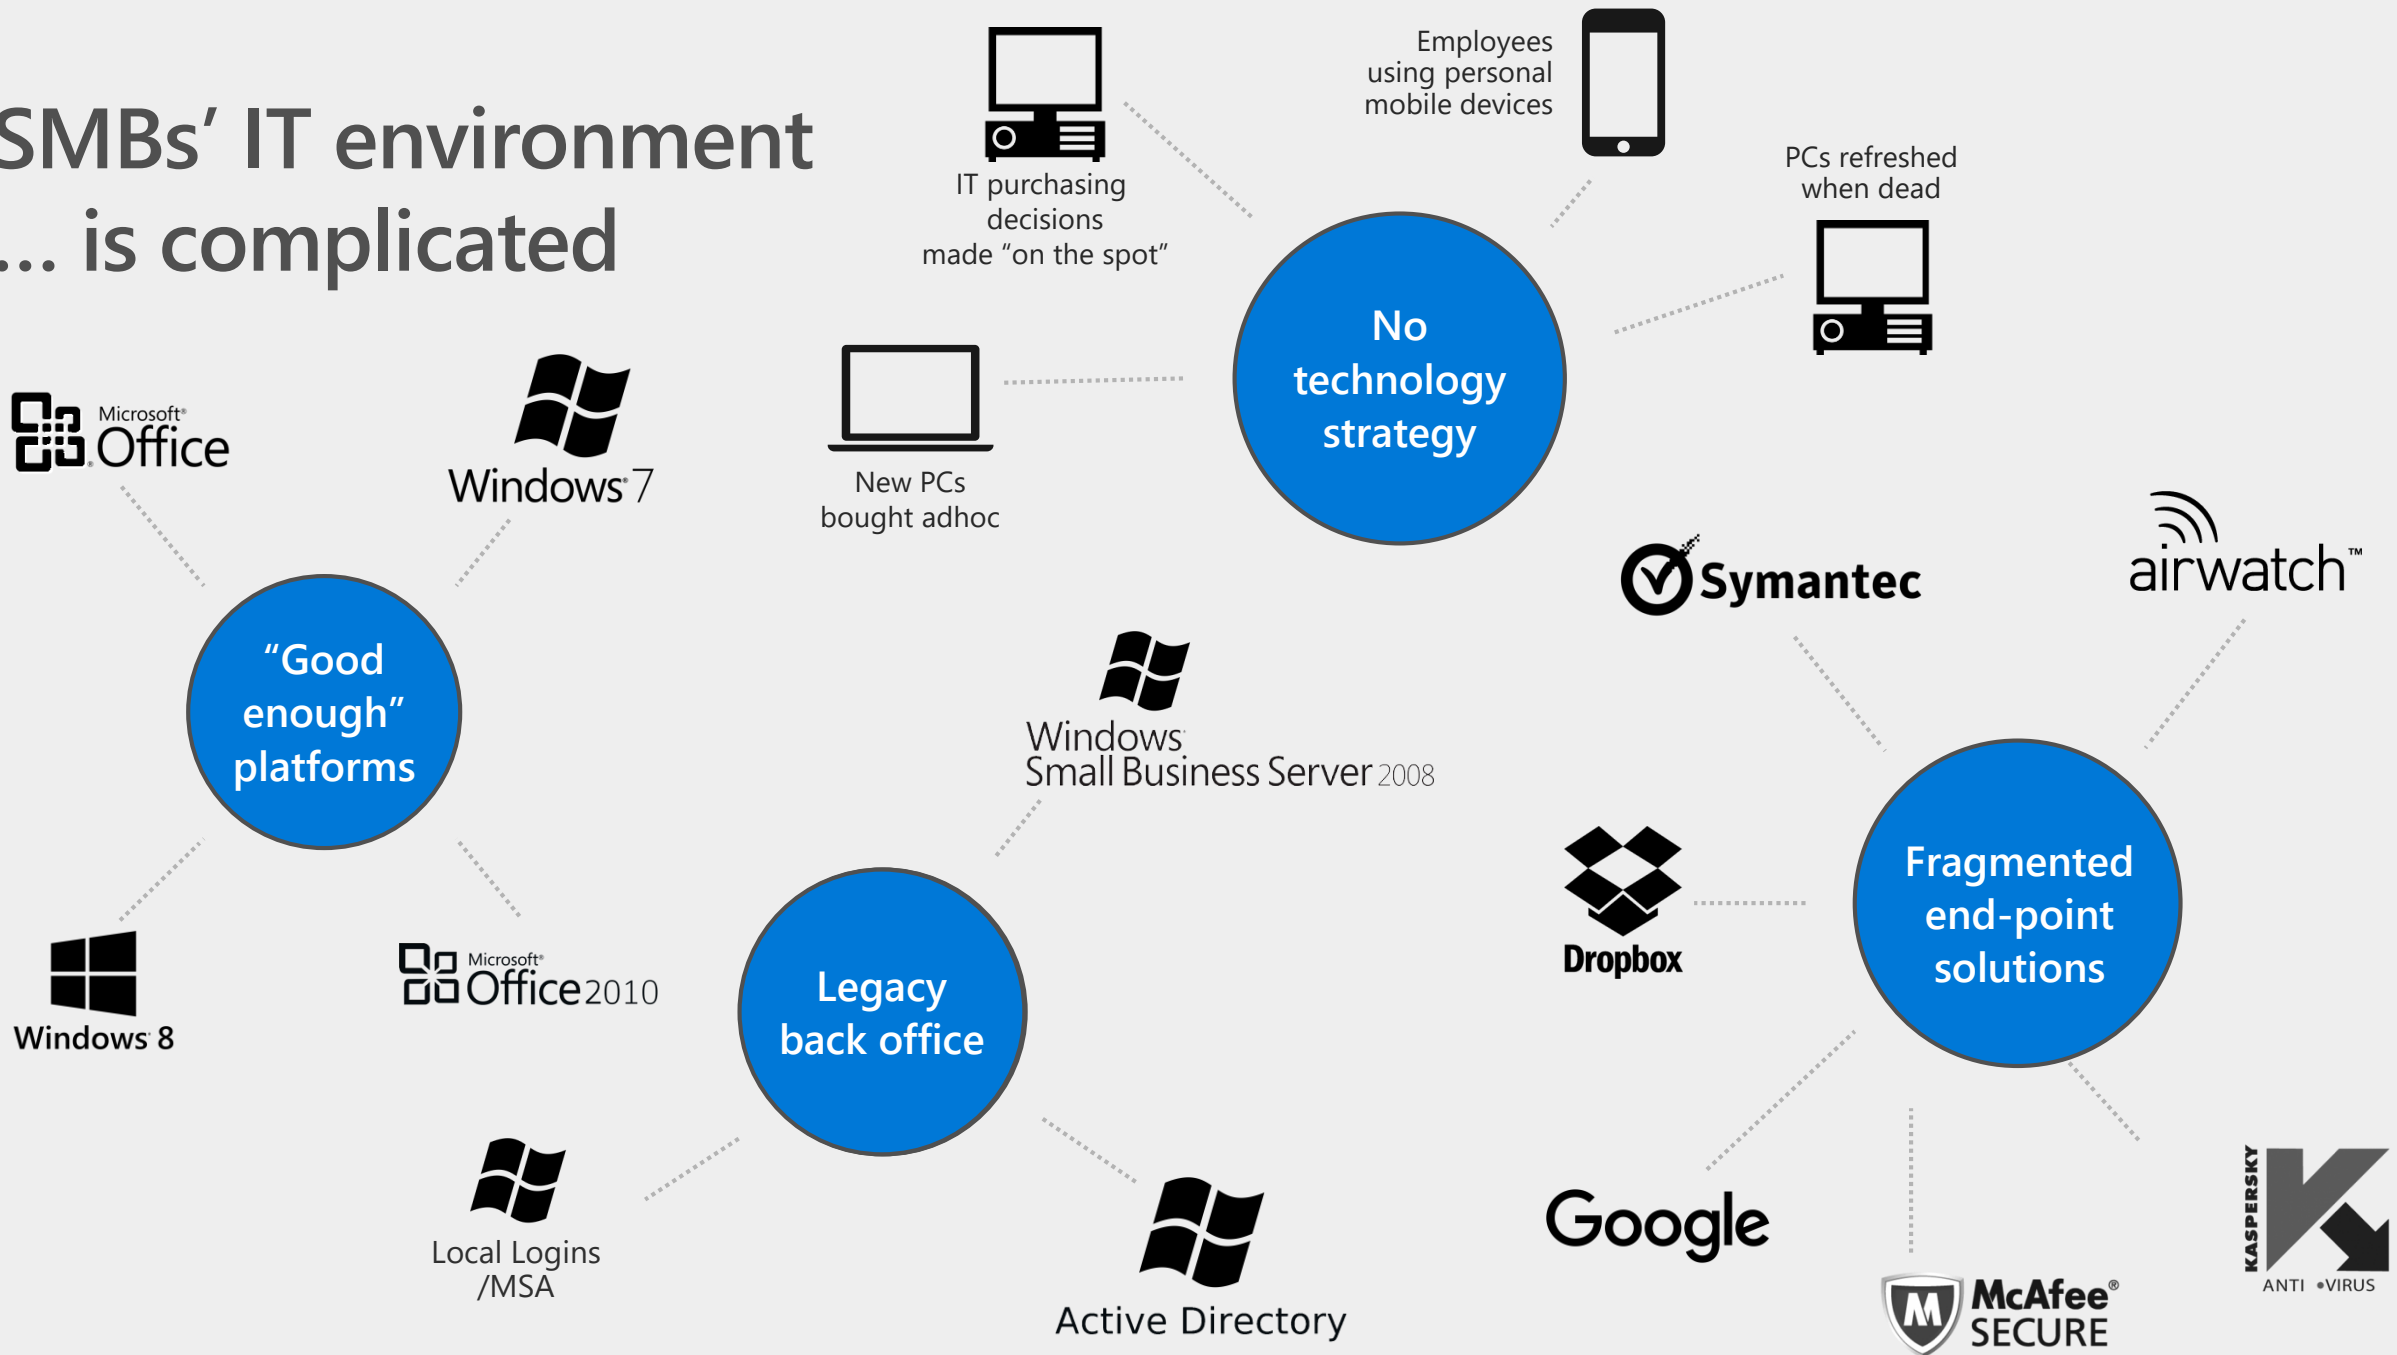 SMBs’ IT environment
... is complicated
IT purchasing
decisions
made “on the spot”
Employees
using personal
mobile devices
PCs refreshed
when dead
New PCs
bought adhoc
No
technology
strategy
Microsoft®
Office
Windows® 7
“Good
enough”
platforms
Windows 8
Microsoft®
Office 2010
Windows
Small Business Server 2008
Legacy
back office
Local Logins
/MSA
Active Directory
Symantec
airwatch™
Dropbox
Fragmented
end-point
solutions
Google
McAfee®
SECURE
M
KASPERSKY
ANTI •VIRUS